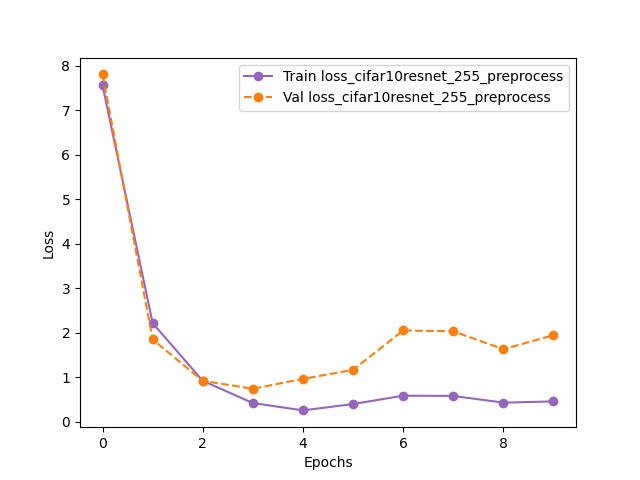 Train loss_cifar10resnet_255_preprocess
Val loss_cifar10resnet_255_preprocess
8
7
6
5
4
3
2
1
0
Loss
0 2 4 6 8
Epochs